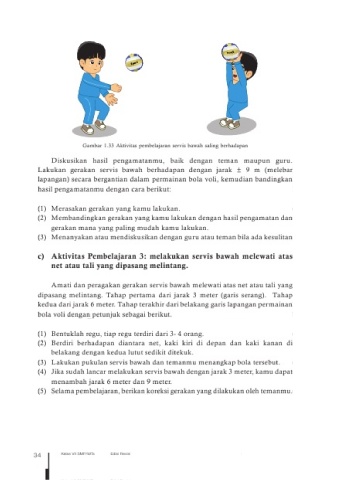 Gambar 1.33 Aktivitas pembelajaran servis bawah saling berhadapan
Diskusikan hasil pengamatanmu, baik dengan teman maupun guru.
Lakukan gerakan servis bawah berhadapan dengan jarak ± 9 m (melebar
lapangan) secara bergantian dalam permainan bola voli, kemudian bandingkan
hasil pengamatanmu dengan cara berikut:
(1) Merasakan gerakan yang kamu lakukan.
(2) Membandingkan gerakan yang kamu lakukan dengan hasil pengamatan dan
gerakan mana yang paling mudah kamu lakukan.
(3) Menanyakan atau mendiskusikan dengan guru atau teman bila ada kesulitan
c) Aktivitas Pembelajaran 3: melakukan servis bawah melewati atas
net atau tali yang dipasang melintang.
Amati dan peragakan gerakan servis bawah melewati atas net atau tali yang
dipasang melintang. Tahap pertama dari jarak 3 meter (garis serang). Tahap
kedua dari jarak 6 meter. Tahap terakhir dari belakang garis lapangan permainan
bola voli dengan petunjuk sebagai berikut.
(1) Bentuklah regu, tiap regu terdiri dari 3- 4 orang.
(2) Berdiri berhadapan diantara net, kaki kiri di depan dan kaki kanan di
belakang dengan kedua lutut sedikit ditekuk.
(3) Lakukan pukulan servis bawah dan temanmu menangkap bola tersebut.
(4) Jika sudah lancar melakukan servis bawah dengan jarak 3 meter, kamu dapat
menambah jarak 6 meter dan 9 meter.
(5) Selama pembelajaran, berikan koreksi gerakan yang dilakukan oleh temanmu.
34